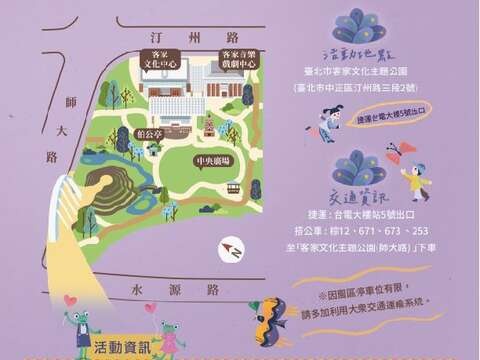 汀州路
師大路
客家
文化中心
客家音樂
戲劇中心
伯公亭
中央廣場
N
水源路
活動資訊
活動地點
臺北市客家文化主題公園
(臺北市中正區汀州路三段2號)
捷運台電大樓5號出口
交通資訊
捷運 : 台電大樓站5號出口
搭公車 : 棕12、671、673 、253
至「客家文化主題公園(師大路) 」下車
※因園區停車位有限，
請多加利用大眾交通運輸系統。